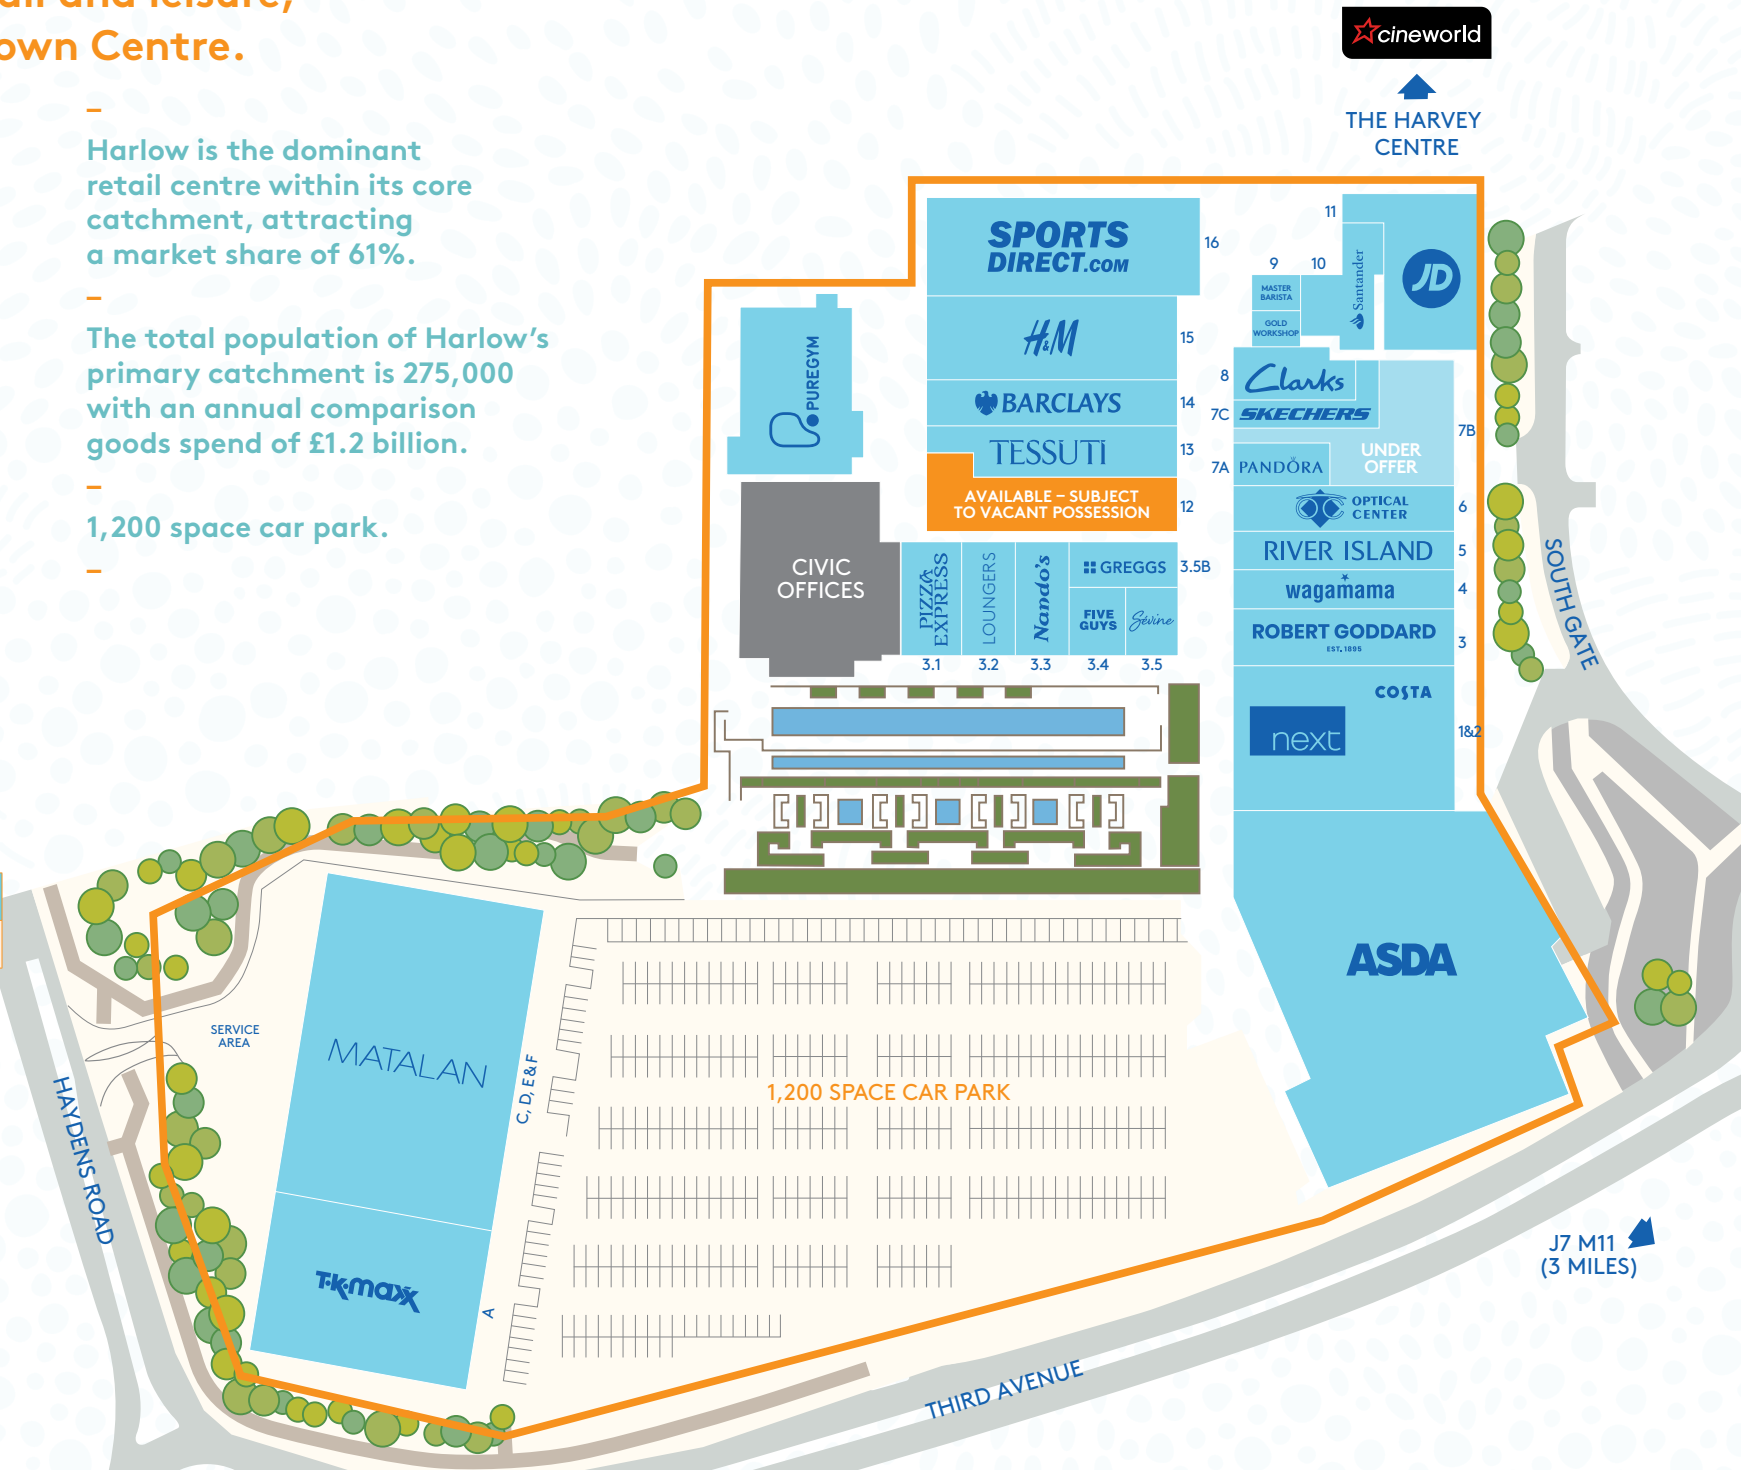 own Centre.
–
Harlow is the dominant
retail centre within its core
catchment, attracting
a market share of 61%.
–
The total population of Harlow's
primary catchment is 275,000
with an annual comparison
goods spend of £1.2 billion.
–
1,200 space car park.
–
cineworld
THE HARVEY
CENTRE
SPORTS
DIRECT.COM
16
H&M
15
BARCLAYS
14
TESSUTI
13
AVAILABLE – SUBJECT
TO VACANT POSSESSION
12
PUREGYM
CIVIC
OFFICES
PIZZA
EXPRESS
3.1
LOUNGERS
3.2
Nando's
3.3
GREGGS
3.5B
FIVE
GUYS
3.4
Sévine
3.5
11
JD
Santander
9
10
MASTER
BARISTA
GOLD
WORKSHOP
8
Clarks
7C
SKECHERS
7B
UNDER
OFFER
7A
PANDÖRA
OPTICAL
CENTER
6
RIVER ISLAND
5
wagamama
4
ROBERT GODDARD
EST. 1895
3
COSTA
next
1&2
ASDA
SOUTH GATE
SERVICE
AREA
MATALAN
C, D, E & F
T·K·maxx
A
1,200 SPACE CAR PARK
HAYDENS ROAD
THIRD AVENUE
J7 M11
(3 MILES)